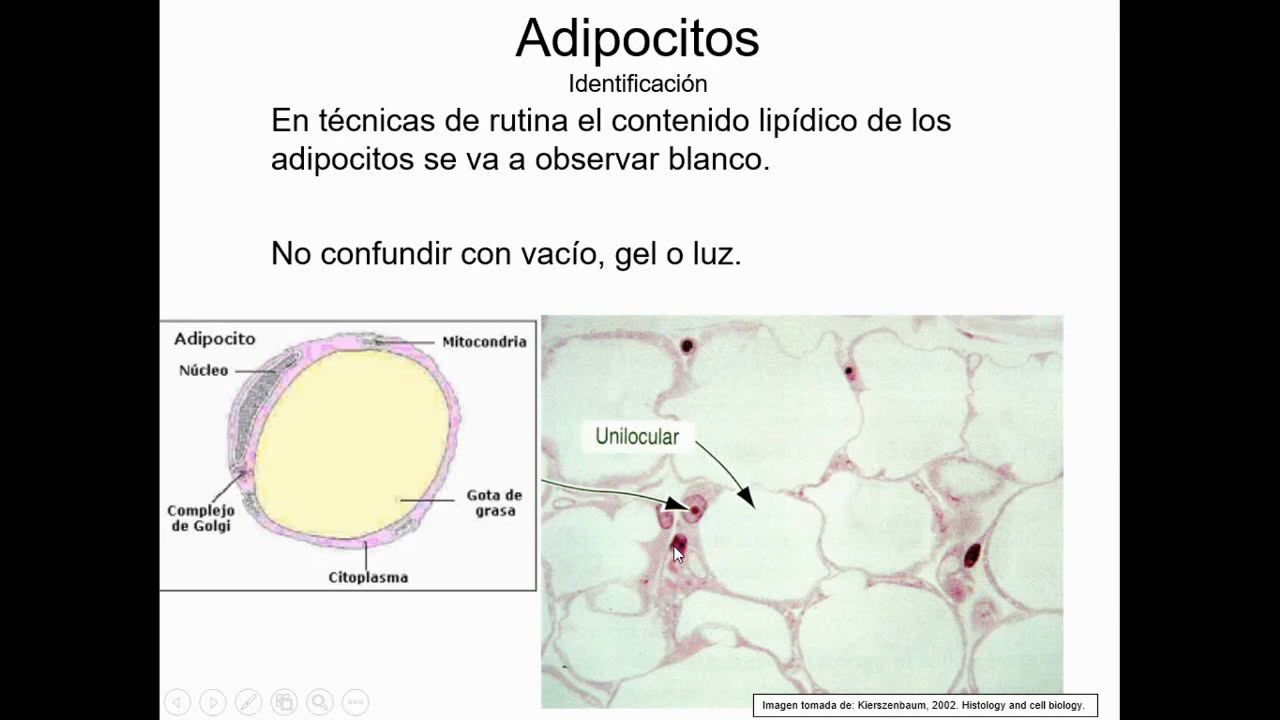 Adipocitos
Identificación
En técnicas de rutina el contenido lipídico de los
adipocitos se va a observar blanco.
No confundir con vacío, gel o luz.
Adipocito
Núcleo
Mitocondria
Complejo
de Golgi
Gota de
grasa
Citoplasma
Unilocular
Imagen tomada de: Kierszenbaum, 2002. Histology and cell biology.